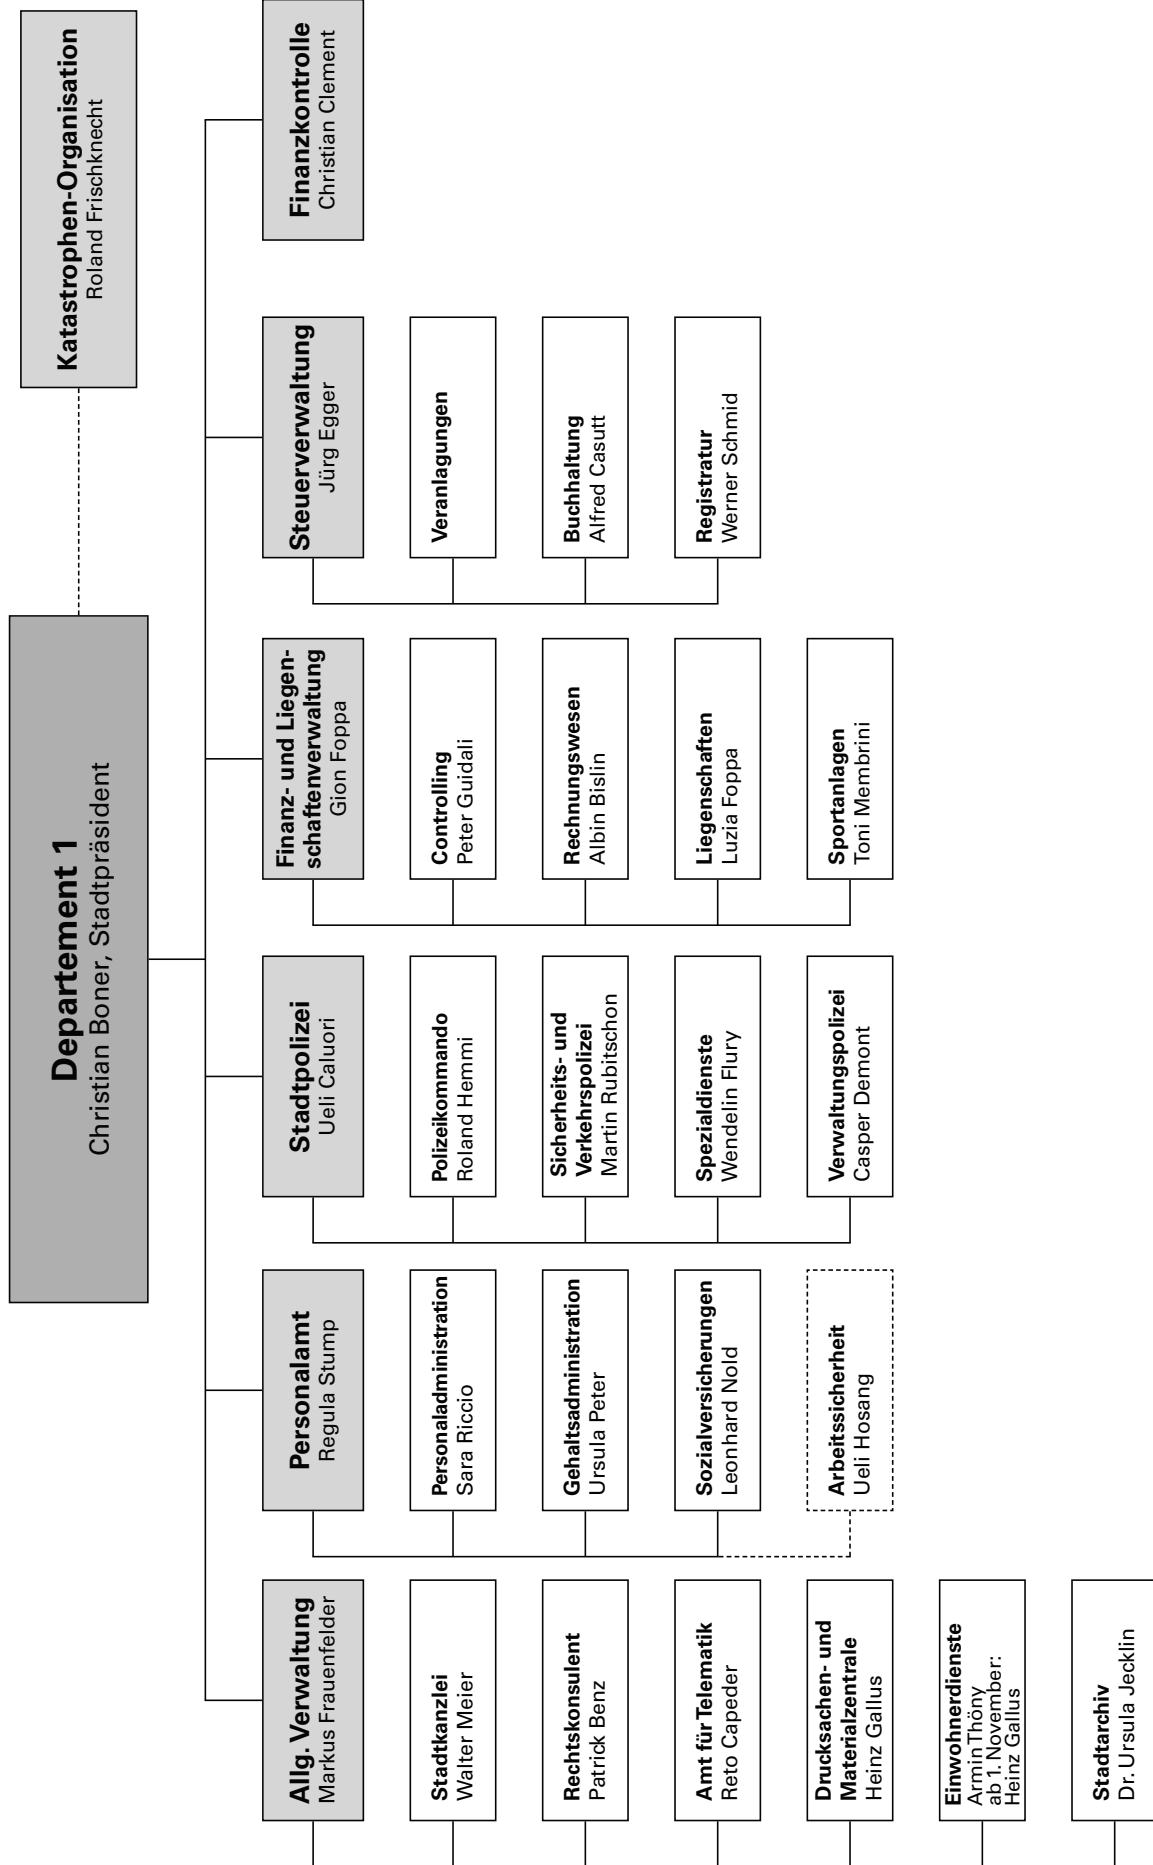 Departement 1
Christian Boner, Stadtpräsident
Katastrophen-Organisation
Roland Frischknecht
Allg. Verwaltung
Markus Frauenfelder
Stadtkanzlei
Walter Meier
Rechtskonsulent
Patrick Benz
Amt für Telematik
Reto Capeder
Drucksachen- und
Materialzentrale
Heinz Gallus
Einwohnerdienste
Armin Thöny
ab 1. November:
Heinz Gallus
Stadtarchiv
Dr. Ursula Jecklin
Personalamt
Regula Stump
Personaladministration
Sara Riccio
Gehaltsadministration
Ursula Peter
Sozialversicherungen
Leonhard Nold
Arbeitssicherheit
Ueli Hosang
Stadtpolizei
Ueli Caluori
Polizeikommando
Roland Hemmi
Sicherheits- und
Verkehrspolizei
Martin Rubitschon
Spezialdienste
Wendelin Flury
Verwaltungspolizei
Casper Demont
Finanz- und Liegen-
schaftenverwaltung
Gion Foppa
Controlling
Peter Guidali
Rechnungswesen
Albin Bislin
Liegenschaften
Luzia Foppa
Sportanlagen
Toni Membrini
Steuerverwaltung
Jürg Egger
Veranlagungen
Buchhaltung
Alfred Casutt
Registratur
Werner Schmid
Finanzkontrolle
Christian Clement